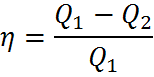 η = (Q₁ − Q₂) / Q₁